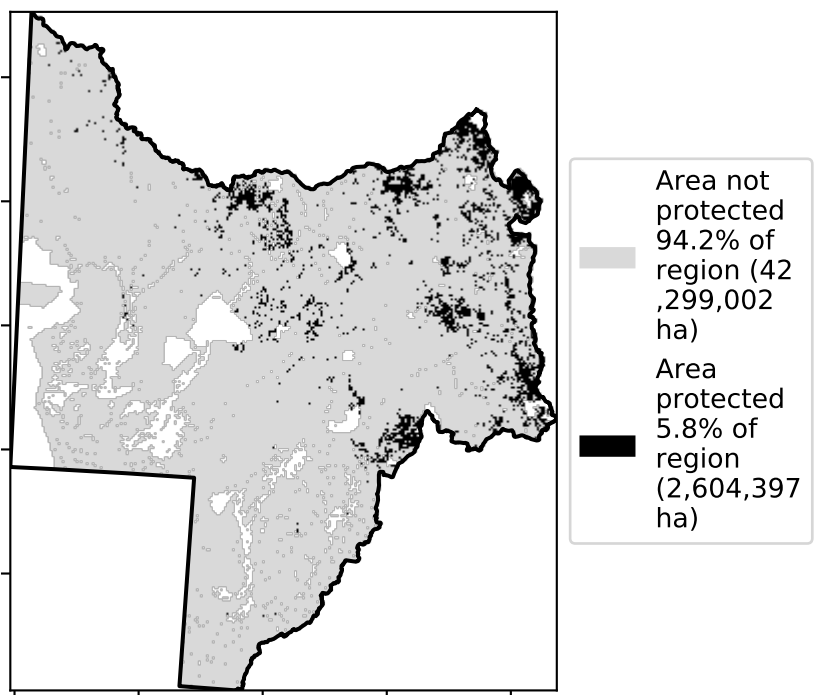 Area not
protected
94.2% of
region (42
,299,002
ha)
Area
protected
5.8% of
region
(2,604,397
ha)